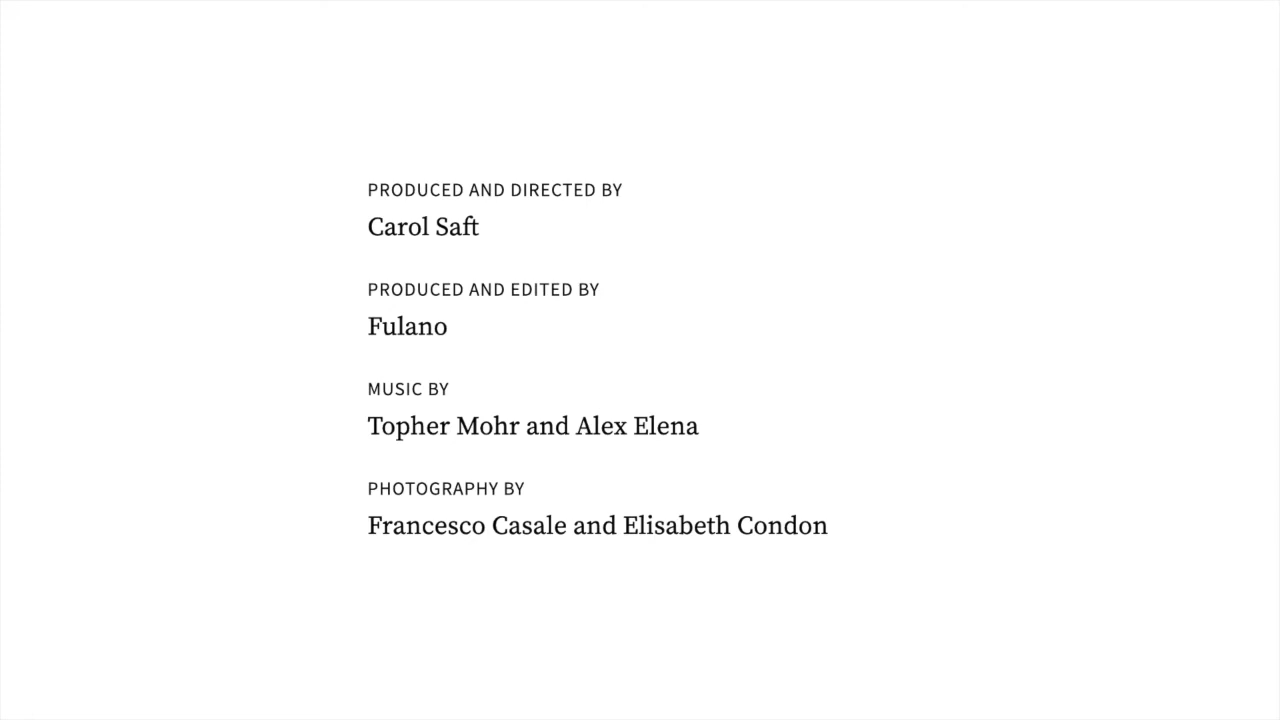 PRODUCED AND DIRECTED BY
Carol Saft
PRODUCED AND EDITED BY
Fulano
MUSIC BY
Topher Mohr and Alex Elena
PHOTOGRAPHY BY
Francesco Casale and Elisabeth Condon